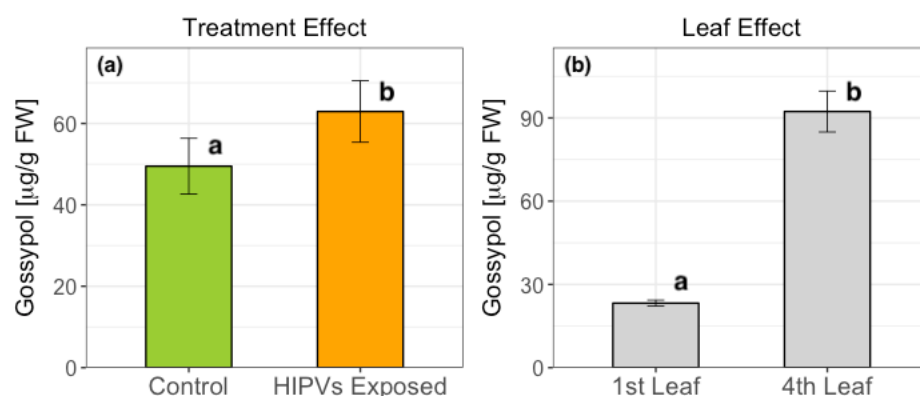 Treatment Effect
(a)
Gossypol [μg/g FW]
60
40
20
0
a
b
Control
HIPVs Exposed
Leaf Effect
(b)
Gossypol [μg/g FW]
90
60
30
0
a
b
1st Leaf
4th Leaf